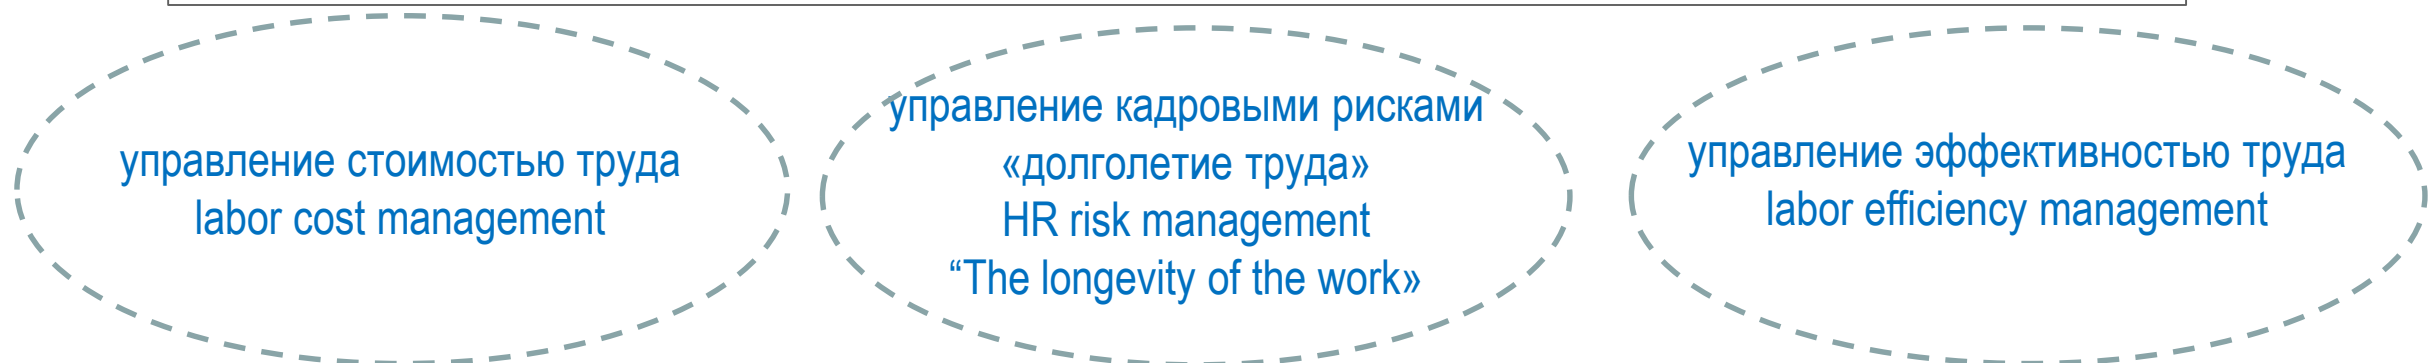 управление стоимостью труда
labor cost management
управление кадровыми рисками
«долголетие труда»
HR risk management
“The longevity of the work»
управление эффективностью труда
labor efficiency management